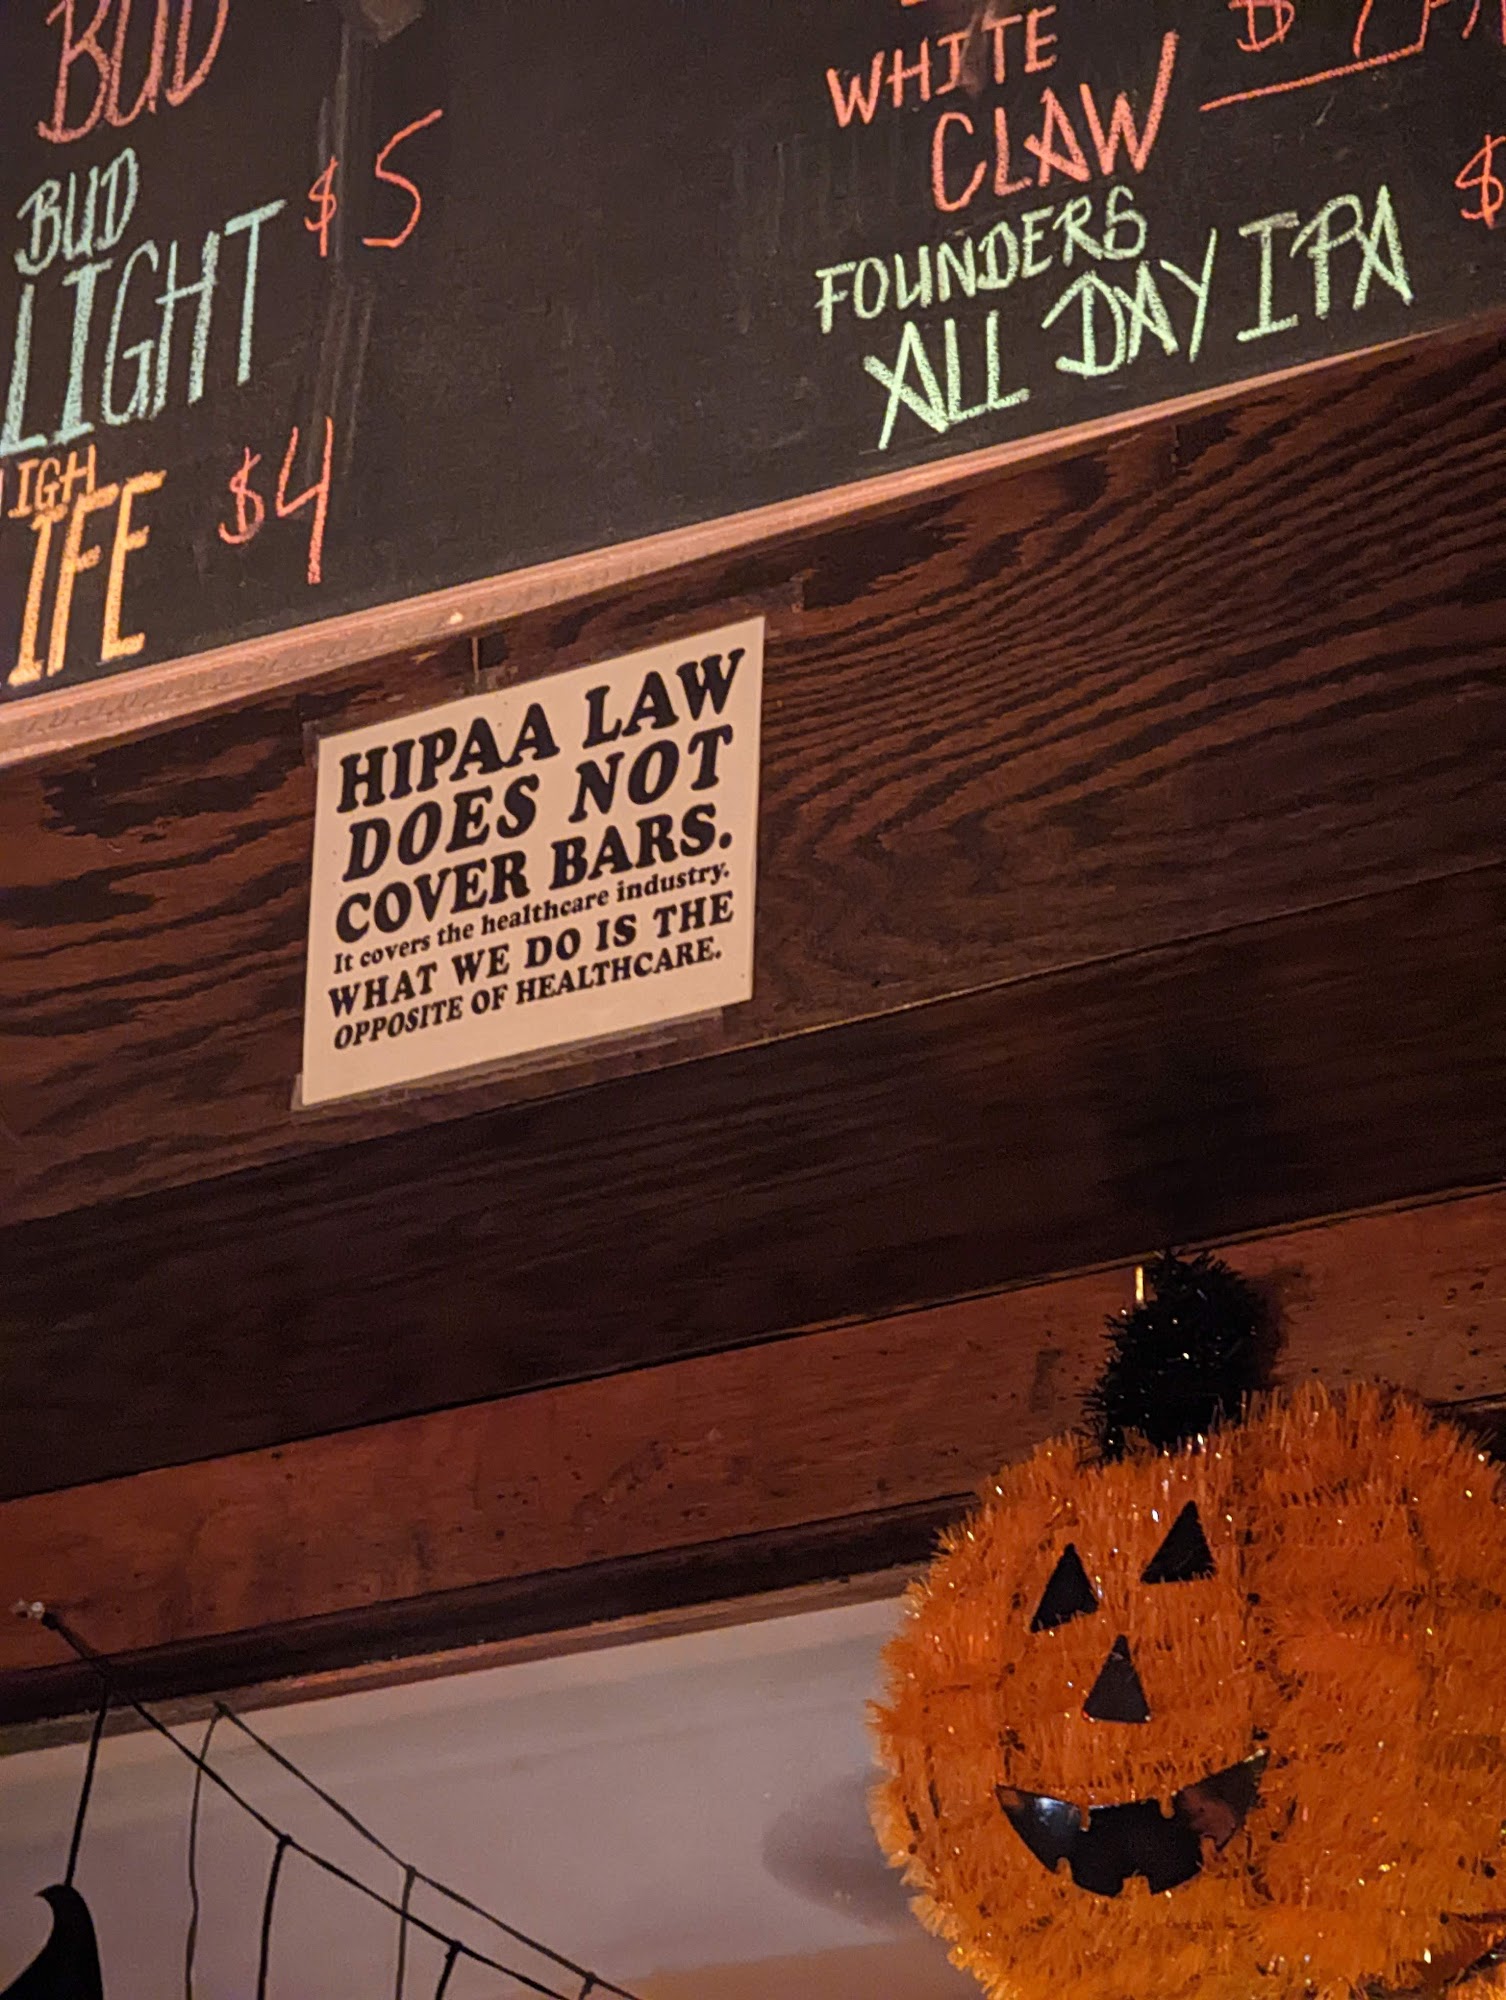 BUD
BUD
LIGHT $5
IGH
IFE $4
WHITE
CLAW
FOUNDERS
ALL DAY IPA $
HIPAA LAW
DOES NOT
COVER BARS.
It covers the healthcare industry.
WHAT WE DO IS THE
OPPOSITE OF HEALTHCARE.